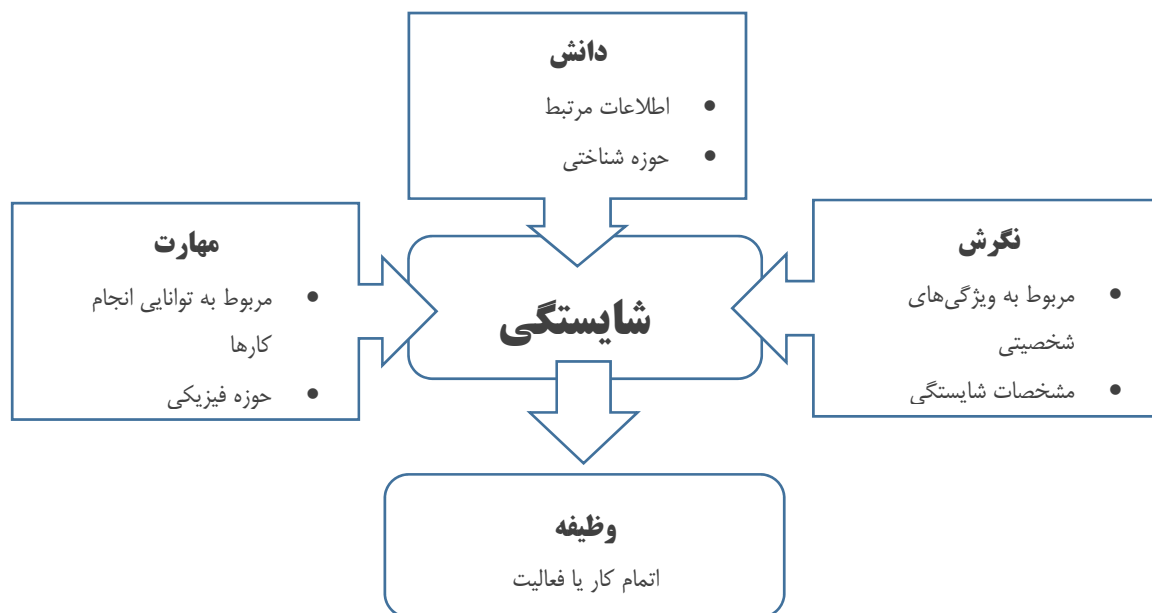 دانش
• اطلاعات مرتبط
• حوزه شناختی
نگرش
• مربوط به ویژگی‌های
شخصیتی
• مشخصات شایستگی
شایستگی
مهارت
• مربوط به توانایی انجام
کارها
• حوزه فیزیکی
وظیفه
اتمام کار یا فعالیت